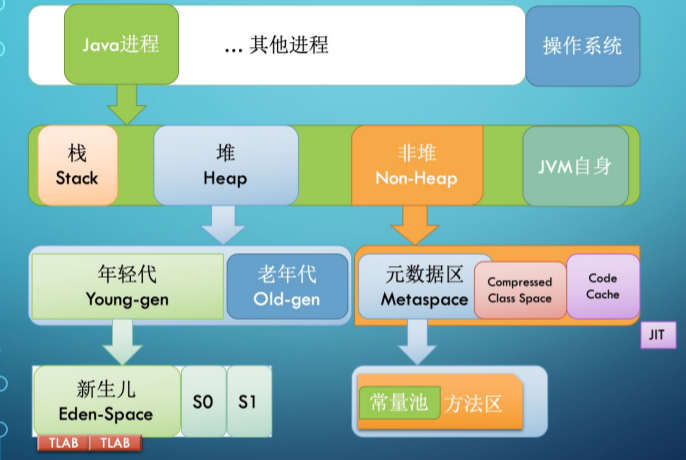 Java进程
... 其他进程
操作系统
栈
Stack
堆
Heap
非堆
Non-Heap
JVM自身
年轻代
Young-gen
老年代
Old-gen
元数据区
Metaspace
Compressed
Class Space
Code
Cache
JIT
新生儿
Eden-Space
S0
S1
常量池
方法区
TLAB
TLAB